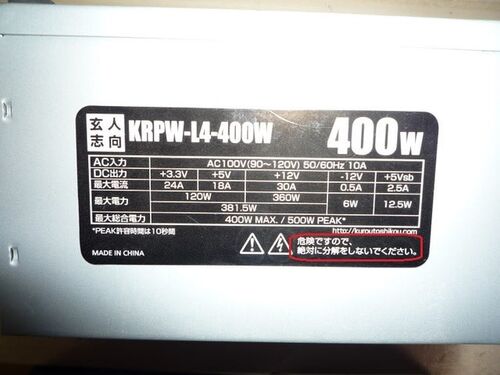 玄人
志向
KRPW-L4-400W
400W
AC入力 AC100V(90〜120V) 50/60Hz 10A
DC出力 +3.3V +5V +12V -12V +5Vsb
最大電流 24A 18A 30A 0.5A 2.5A
最大電力 120W 360W 6W 12.5W
381.5W
最大総合電力 400W MAX. / 500W PEAK*
*PEAK許容時間は10秒間
http://kuroutoshikou.com
MADE IN CHINA
危険ですので、
絶対に分解をしないでください。